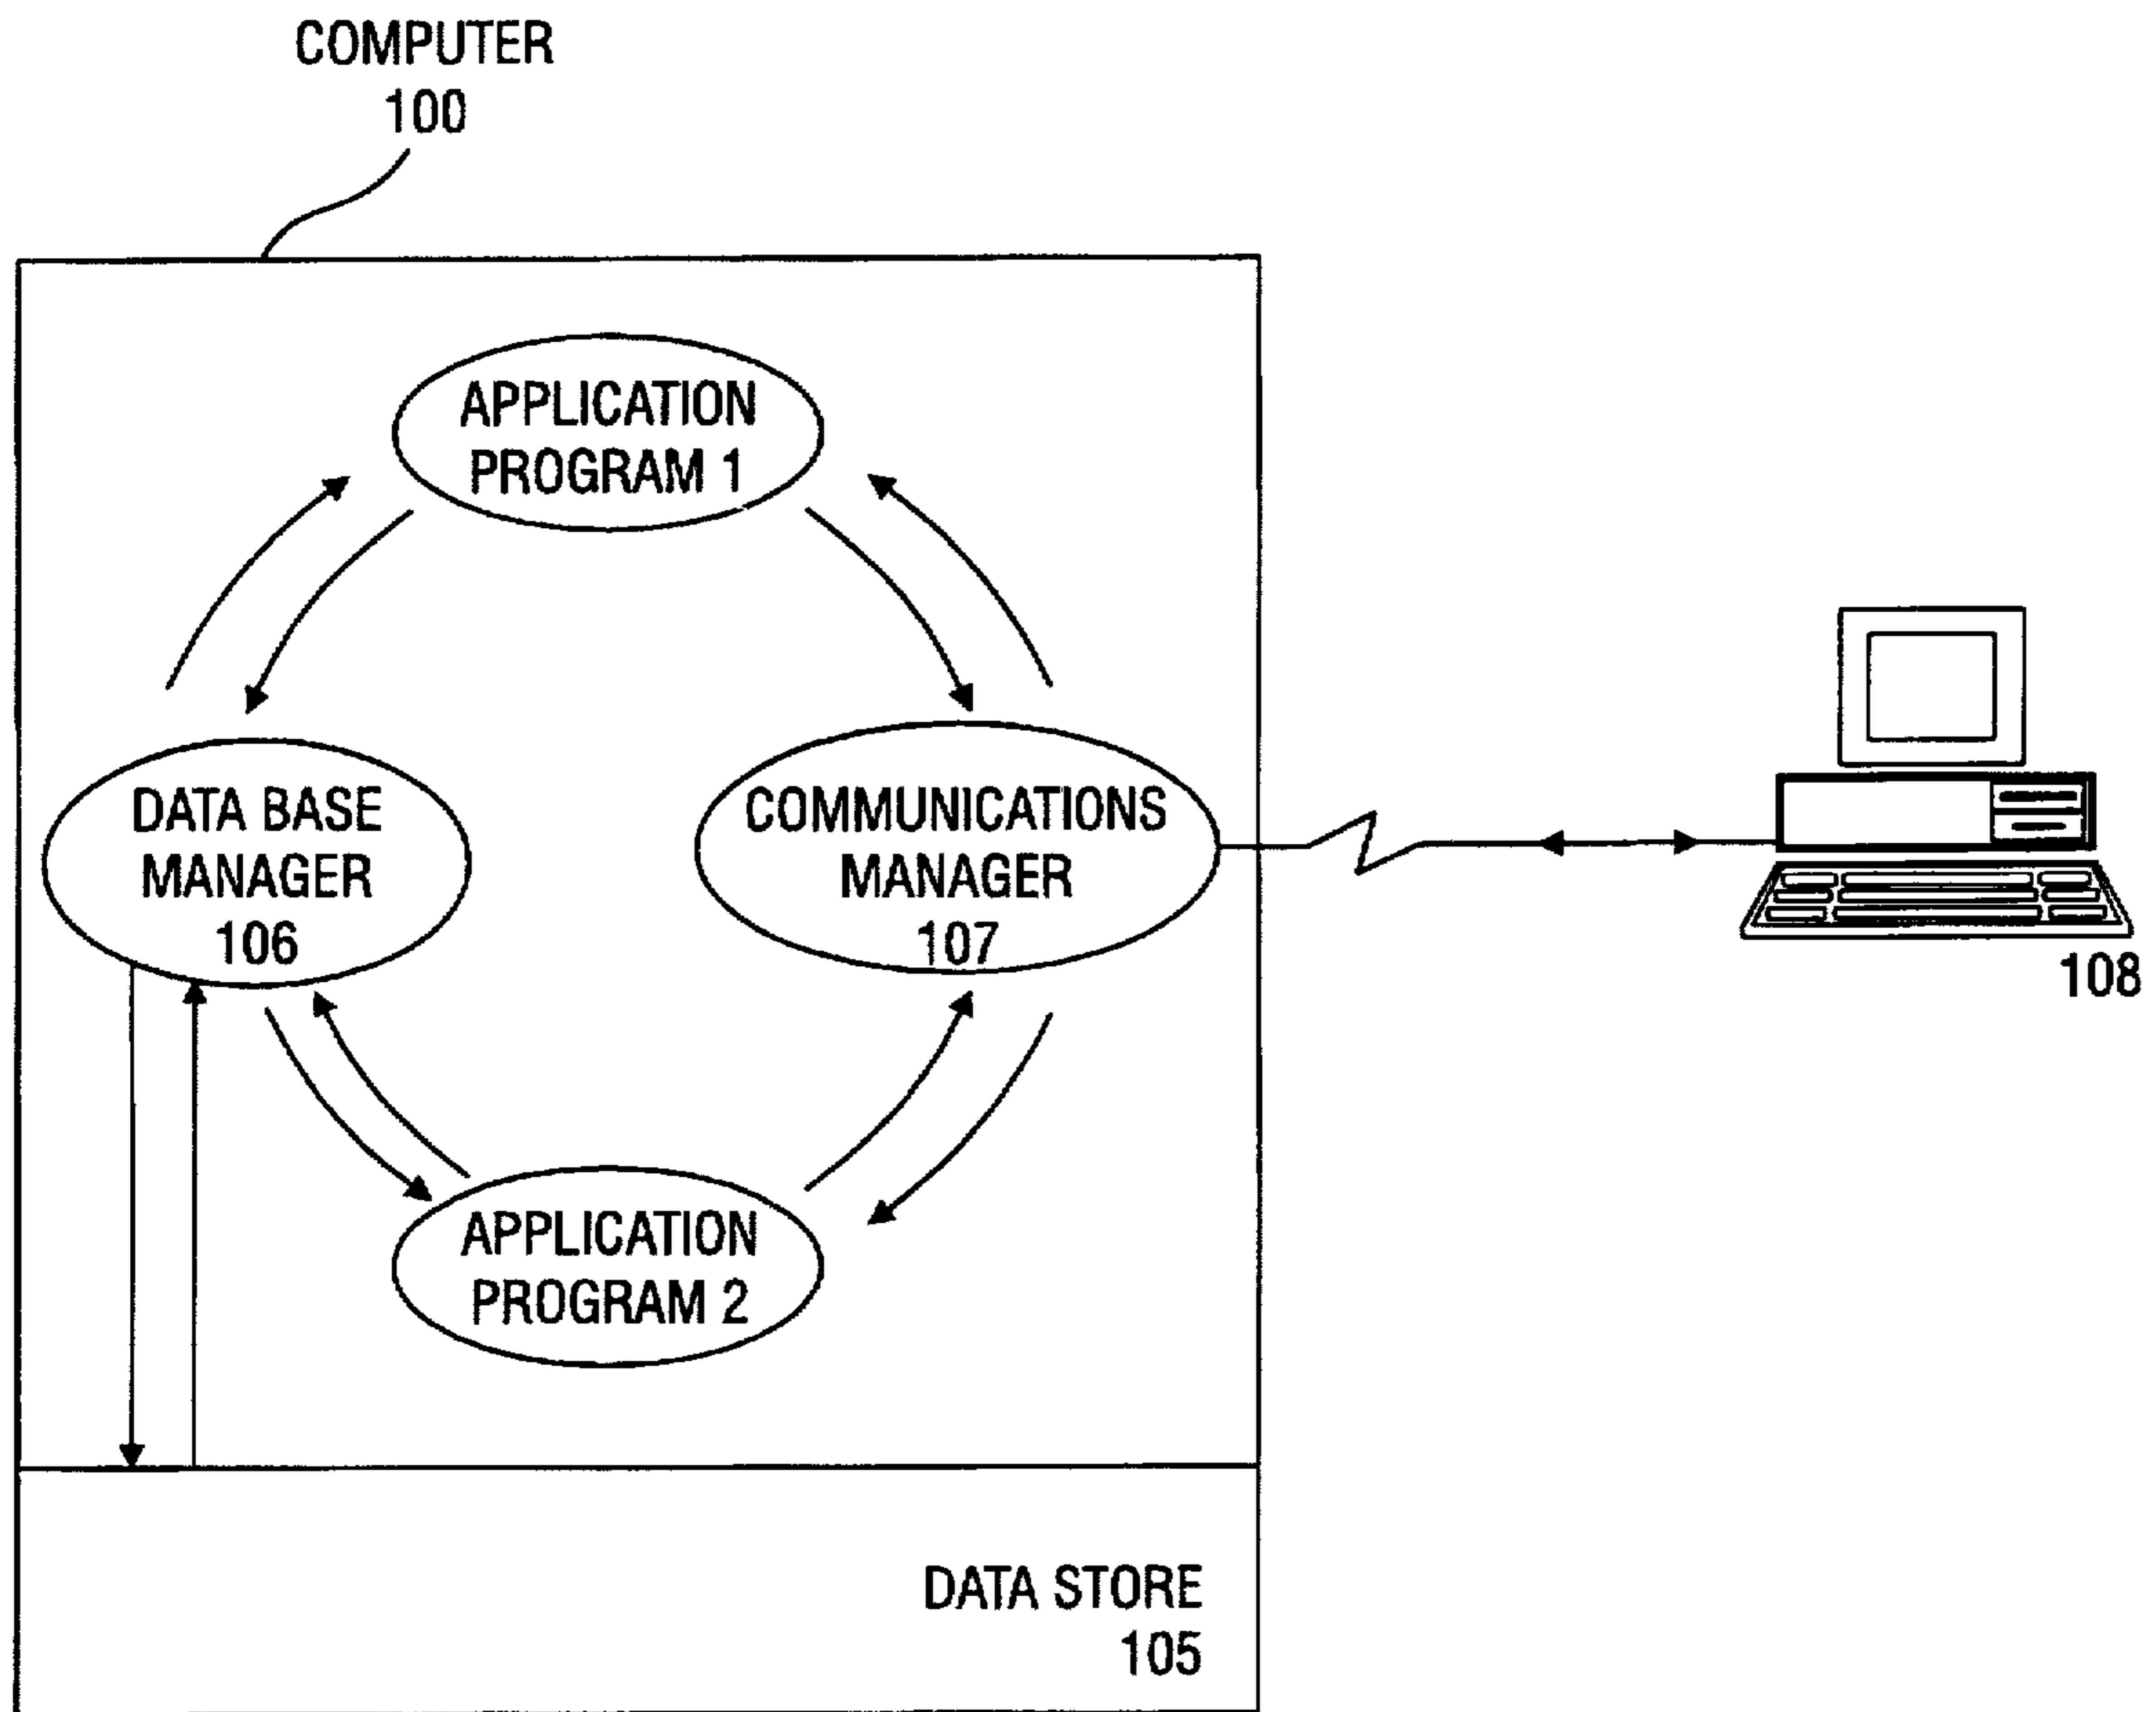 COMPUTER
100
APPLICATION
PROGRAM 1
DATA BASE
MANAGER
106
COMMUNICATIONS
MANAGER
107
108
APPLICATION
PROGRAM 2
DATA STORE
105